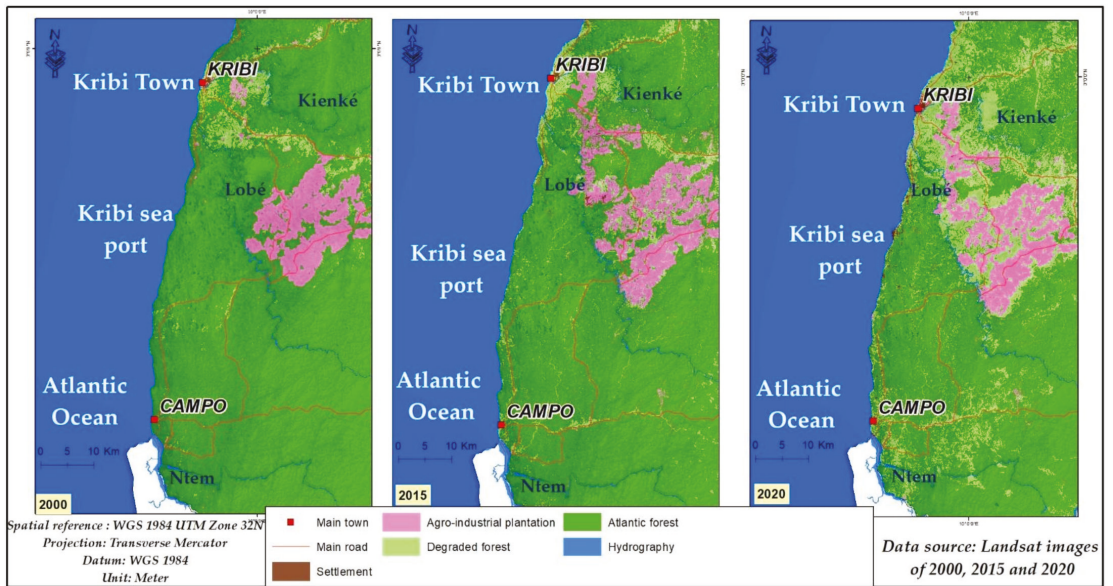 N
KRIBI
Kribi Town
Kienké
Lobé
Kribi sea
port
Atlantic
Ocean
CAMPO
0 5 10 Km
Ntem
2000
N
KRIBI
Kribi Town
Kienké
Lobé
Kribi sea
port
Atlantic
Ocean
CAMPO
0 5 10 Km
Ntem
2015
N
KRIBI
Kribi Town
Kienké
Lobé
Kribi sea
port
Atlantic
Ocean
CAMPO
0 5 10 Km
Ntem
2020
Spatial reference : WGS 1984 UTM Zone 32N
Projection: Transverse Mercator
Datum: WGS 1984
Unit: Meter
Main town
Agro-industrial plantation
Atlantic forest
Main road
Degraded forest
Hydrography
Settlement
Data source: Landsat images
of 2000, 2015 and 2020